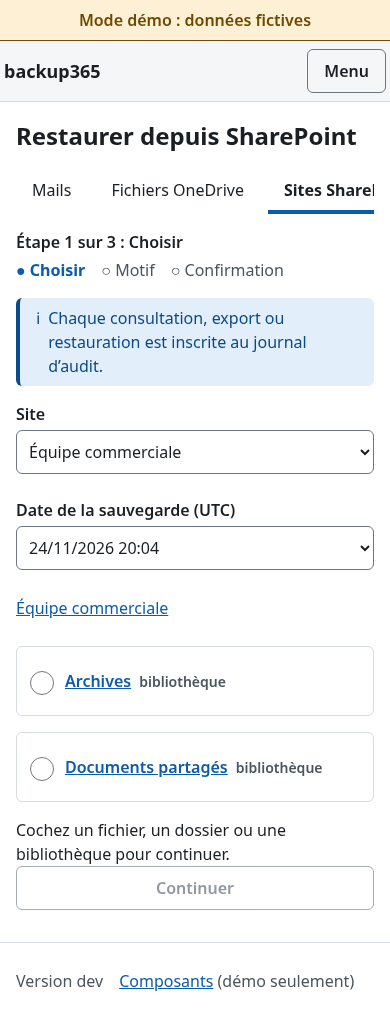 Mode démo : données fictives
backup365
Menu
Restaurer depuis SharePoint
Mails Fichiers OneDrive Sites Share
Étape 1 sur 3 : Choisir
● Choisir ○ Motif ○ Confirmation
i Chaque consultation, export ou
restauration est inscrite au journal
d’audit.
Site
Équipe commerciale
Date de la sauvegarde (UTC)
24/11/2026 20:04
Équipe commerciale
Archives bibliothèque
Documents partagés bibliothèque
Cochez un fichier, un dossier ou une
bibliothèque pour continuer.
Continuer
Version dev Composants (démo seulement)